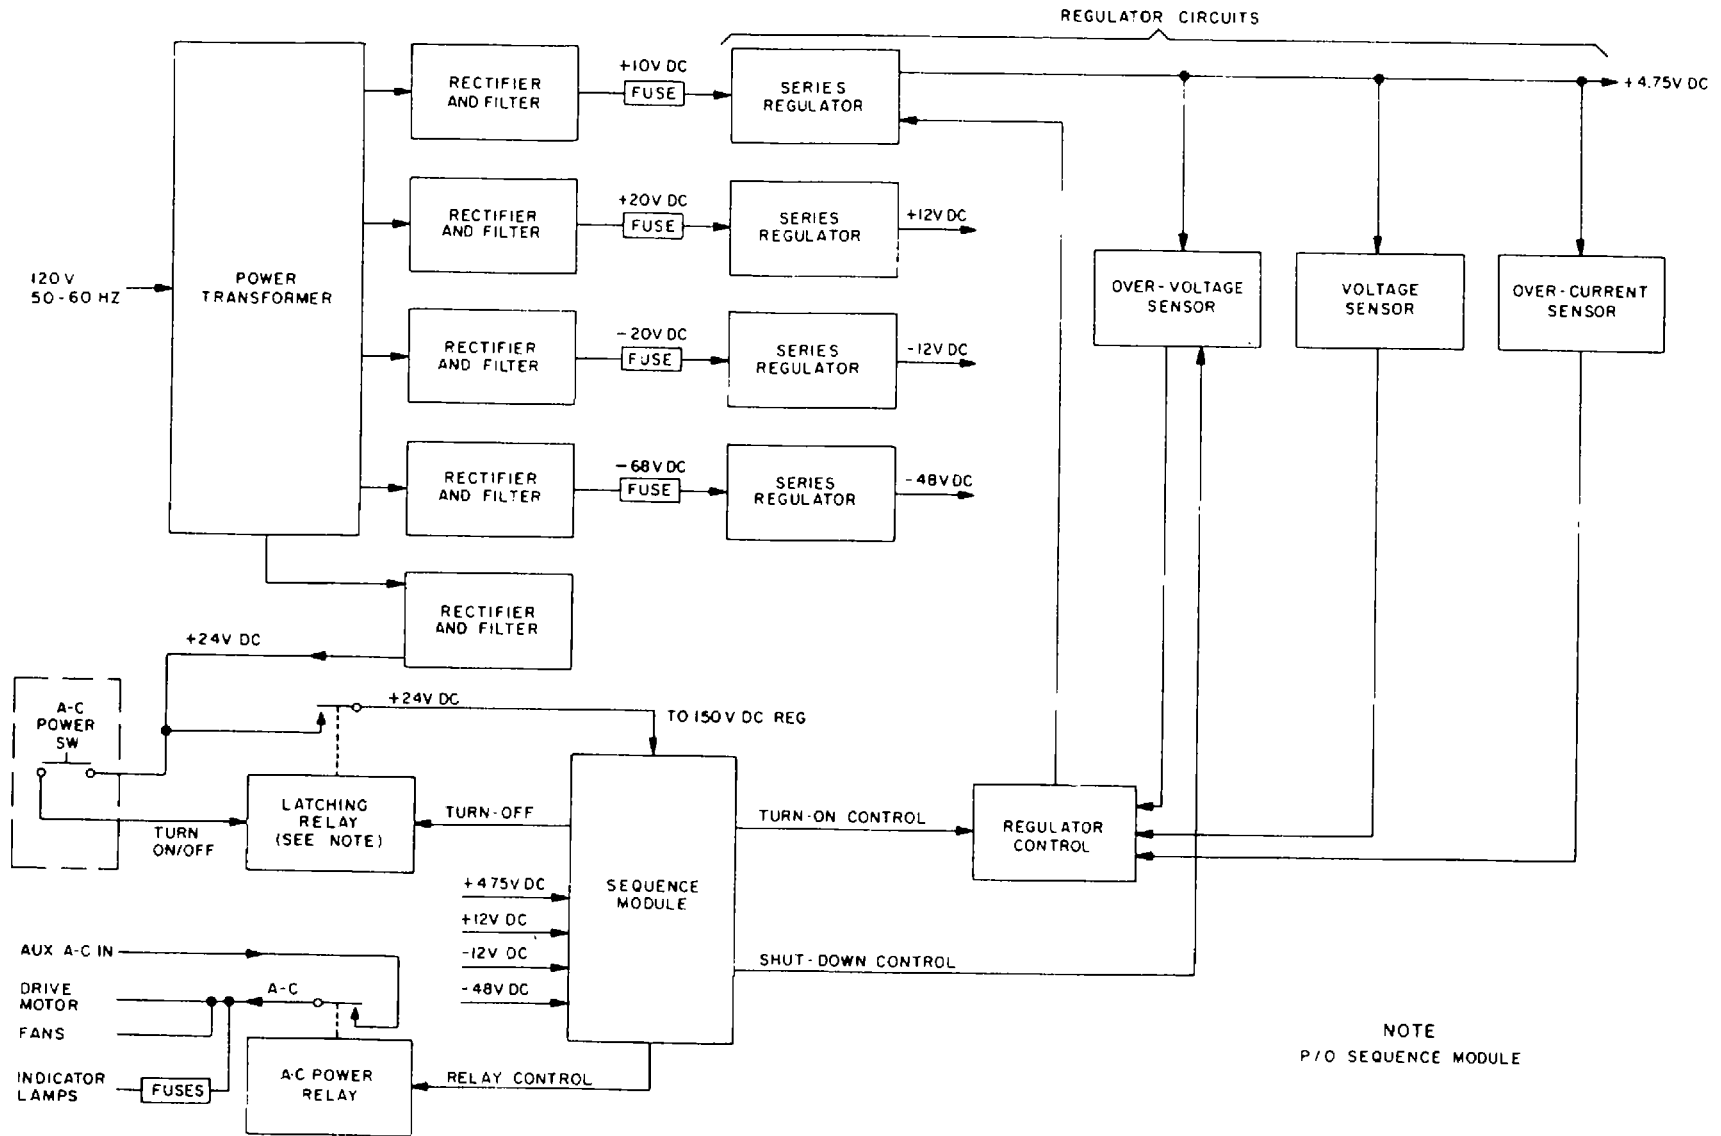 REGULATOR CIRCUITS
RECTIFIER
AND FILTER
+10V DC
FUSE
SERIES
REGULATOR
+4.75V DC
RECTIFIER
AND FILTER
+20V DC
FUSE
SERIES
REGULATOR
+12V DC
120V
50-60 HZ
POWER
TRANSFORMER
OVER-VOLTAGE
SENSOR
VOLTAGE
SENSOR
OVER-CURRENT
SENSOR
RECTIFIER
AND FILTER
-20V DC
FUSE
SERIES
REGULATOR
-12V DC
RECTIFIER
AND FILTER
-68V DC
FUSE
SERIES
REGULATOR
-48V DC
RECTIFIER
AND FILTER
+24V DC
A-C
POWER
SW
+24V DC
TO 150V DC REG
LATCHING
RELAY
(SEE NOTE)
TURN
ON/OFF
TURN-OFF
TURN-ON CONTROL
REGULATOR
CONTROL
SEQUENCE
MODULE
+4.75V DC
+12V DC
-12V DC
-48V DC
SHUT-DOWN CONTROL
AUX A-C IN
DRIVE
MOTOR
A-C
FANS
INDICATOR
LAMPS
FUSES
A-C POWER
RELAY
RELAY CONTROL
NOTE
P/O SEQUENCE MODULE